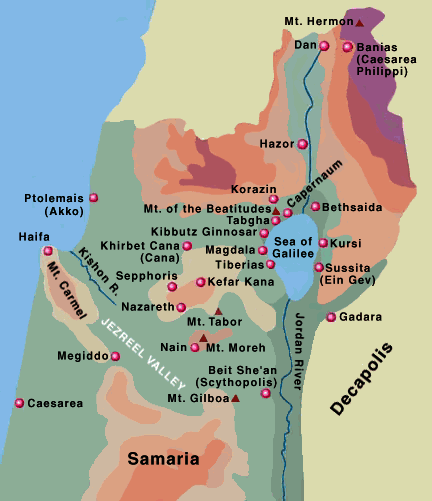 Mt. Hermon
Dan
Banias
(Caesarea
Philippi)
Hazor
Korazin
Capernaum
Ptolemais
(Akko)
Mt. of the Beatitudes
Bethsaida
Tabgha
Kibbutz Ginnosar
Haifa
Khirbet Cana
(Cana)
Magdala
Sea of
Galilee
Kursi
Kishon R.
Tiberias
Sussita
(Ein Gev)
Mt. Carmel
Sepphoris
Kefar Kana
Nazareth
Mt. Tabor
Gadara
JEZREEL VALLEY
Jordan River
Nain
Mt. Moreh
Megiddo
Beit She'an
(Scythopolis)
Decapolis
Mt. Gilboa
Caesarea
Samaria